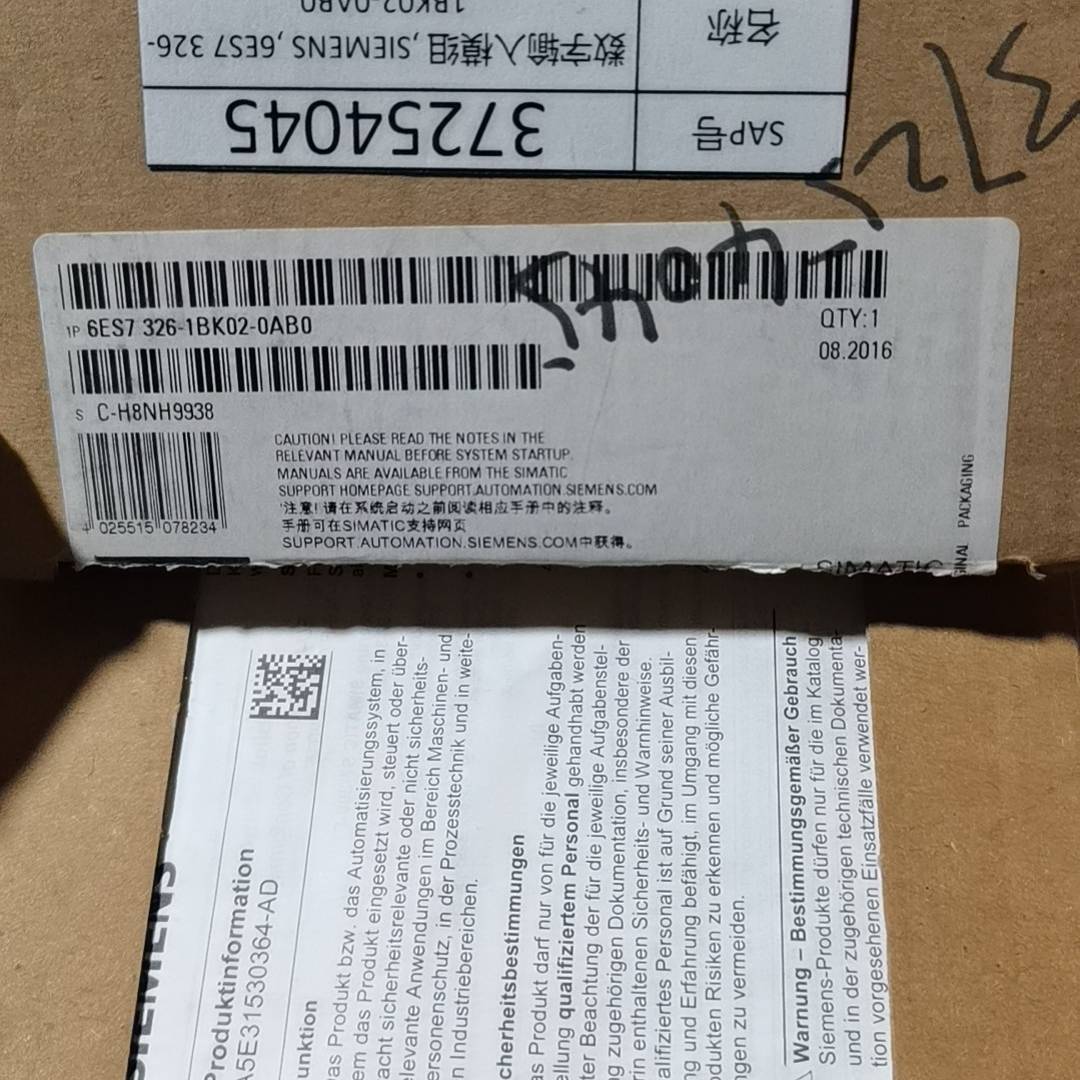 SAP号 37254045
名称 数字输入模组,SIEMENS,6ES7 326-
1BK02-0AB0
1P 6ES7 326-1BK02-0AB0
QTY:1
08.2016
S C-H8NH9938
4 025515 078234
CAUTION! PLEASE READ THE NOTES IN THE
RELEVANT MANUAL BEFORE SYSTEM STARTUP.
MANUALS ARE AVAILABLE FROM THE SIMATIC
SUPPORT HOMEPAGE SUPPORT.AUTOMATION.SIEMENS.COM
注意!请在系统启动之前阅读相应手册中的注释。
手册可在SIMATIC支持网页
SUPPORT.AUTOMATION.SIEMENS.COM中获得。
PACKAGING
SIEMENS
Produktinformation
A5E31530364-AD
unktion
as Produkt bzw. das Automatisierungssystem, in
em das Produkt eingesetzt wird, steuert oder über-
acht sicherheitsrelevante oder nicht sicherheits-
elevante Anwendungen im Bereich Maschinen- und
ersonenschutz, in der Prozesstechnik und in weite-
n Industriebereichen.
cherheitsbestimmungen
as Produkt darf nur von für die jeweilige Aufgaben-
ellung qualifiziertem Personal gehandhabt werden
ter Beachtung der für die jeweilige Aufgabenstel-
g zugehörigen Dokumentation, insbesondere der
rin enthaltenen Sicherheits- und Warnhinweise.
alifiziertes Personal ist auf Grund seiner Ausbil-
ng und Erfahrung befähigt, im Umgang mit diesen
odukten Risiken zu erkennen und mögliche Gefähr-
ngen zu vermeiden.
Warnung – Bestimmungsgemäßer Gebrauch
Siemens-Produkte dürfen nur für die im Katalog
und in der zugehörigen technischen Dokumenta-
tion vorgesehenen Einsatzfälle verwendet wer-